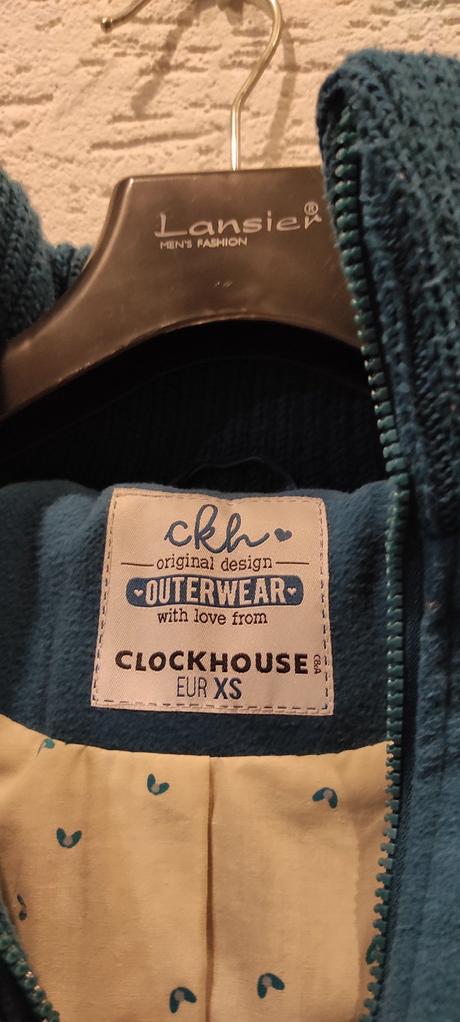 Lansier®
MEN'S FASHION
ckh
original design
OUTERWEAR
with love from
CLOCKHOUSE C&A
EUR XS